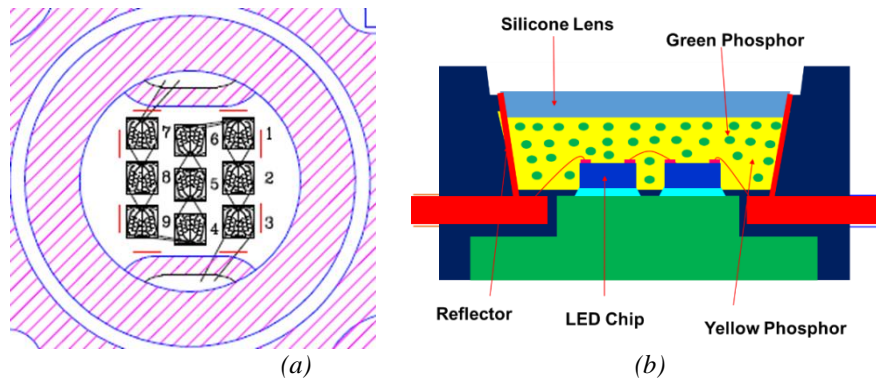 7 6 1
8 5 2
9 4 3
(a)
Silicone Lens
Green Phosphor
Reflector
LED Chip
Yellow Phosphor
(b)